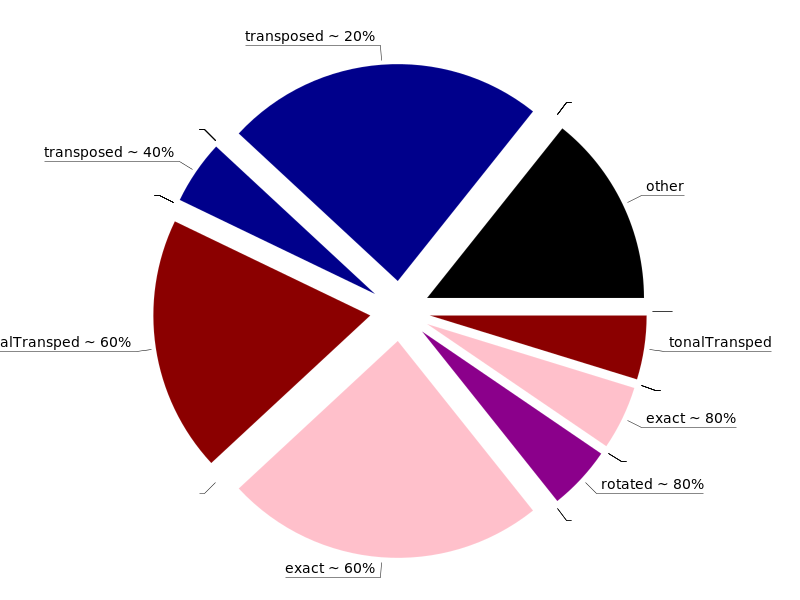 transposed ~ 20%
transposed ~ 40%
other
alTransped ~ 60%
tonalTransped
exact ~ 80%
rotated ~ 80%
exact ~ 60%